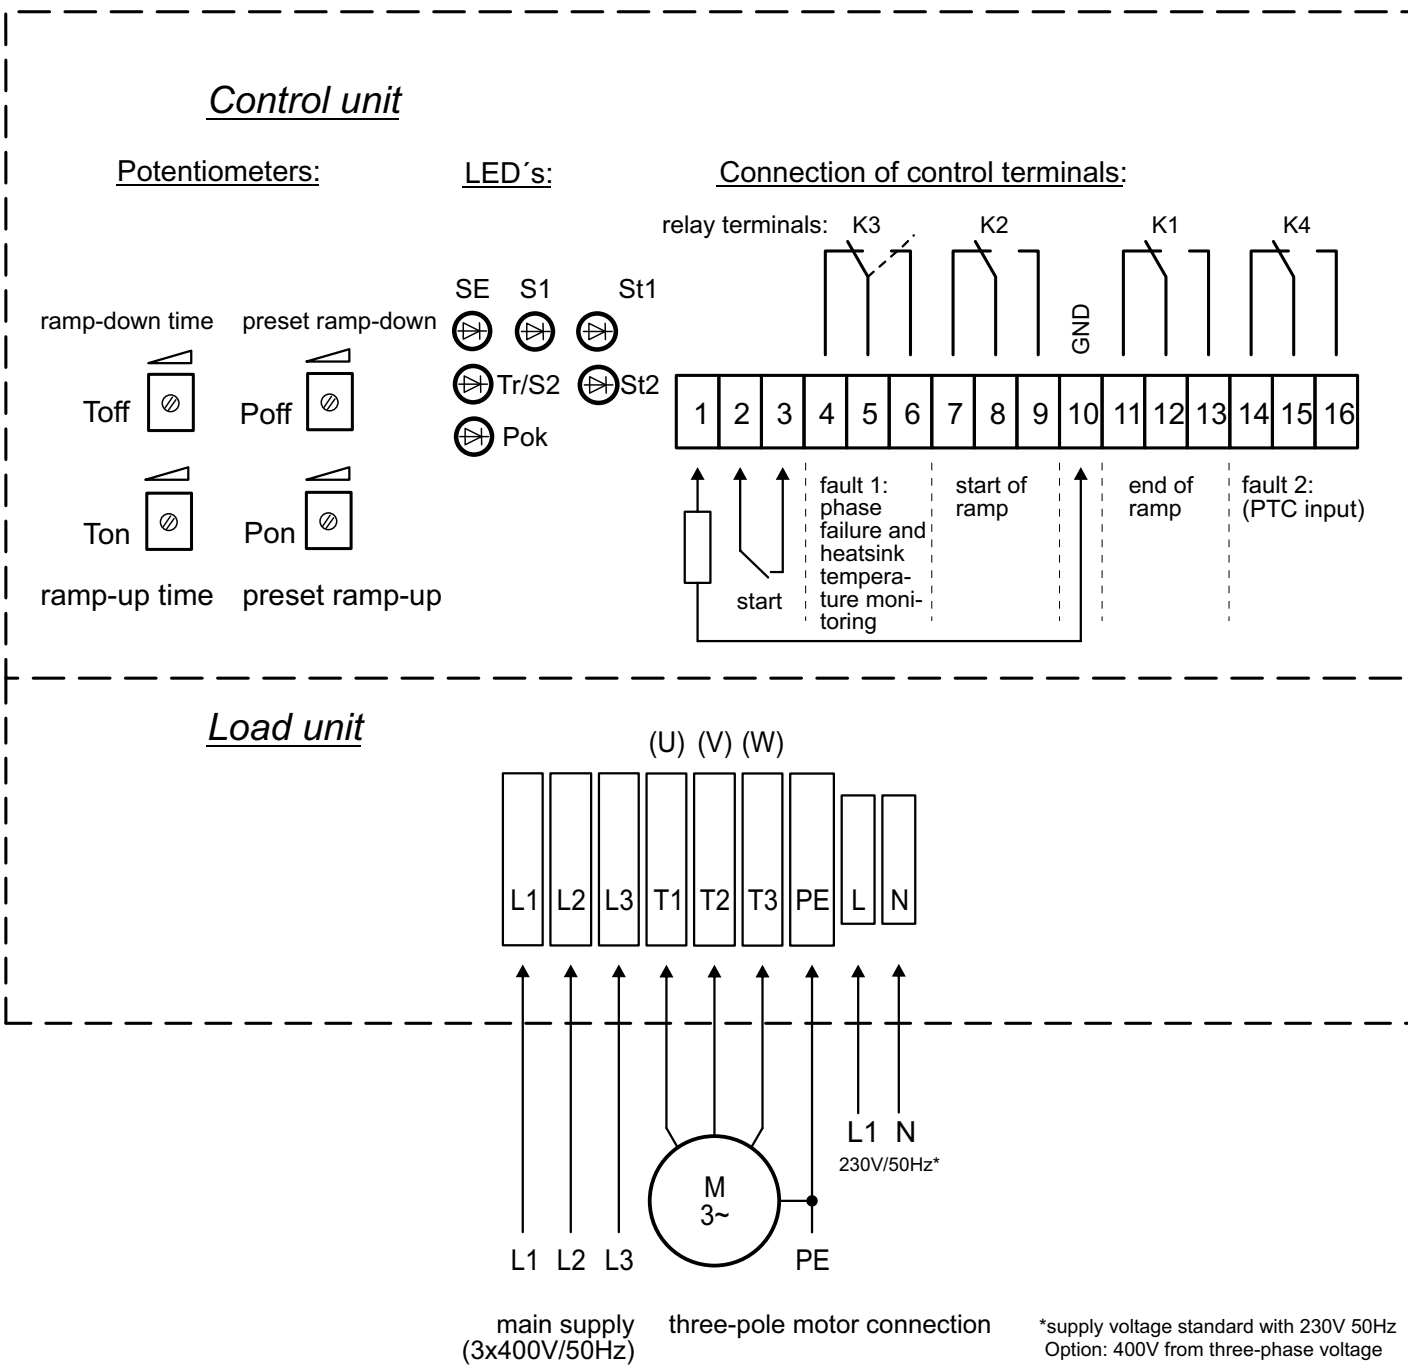 Control unit
Potentiometers:
LED´s:
Connection of control terminals:
relay terminals: K3 K2 K1 K4
SE S1 St1
ramp-down time preset ramp-down
GND
Toff Poff
Tr/S2 St2
Pok
1 2 3 4 5 6 7 8 9 10 11 12 13 14 15 16
Ton Pon
ramp-up time preset ramp-up
start
fault 1:
phase
failure and
heatsink
tempera-
ture moni-
toring
start of
ramp
end of
ramp
fault 2:
(PTC input)
Load unit
(U) (V) (W)
L1 L2 L3 T1 T2 T3 PE L N
L1 N
230V/50Hz*
M
3~
L1 L2 L3 PE
main supply
(3x400V/50Hz)
three-pole motor connection
*supply voltage standard with 230V 50Hz
Option: 400V from three-phase voltage